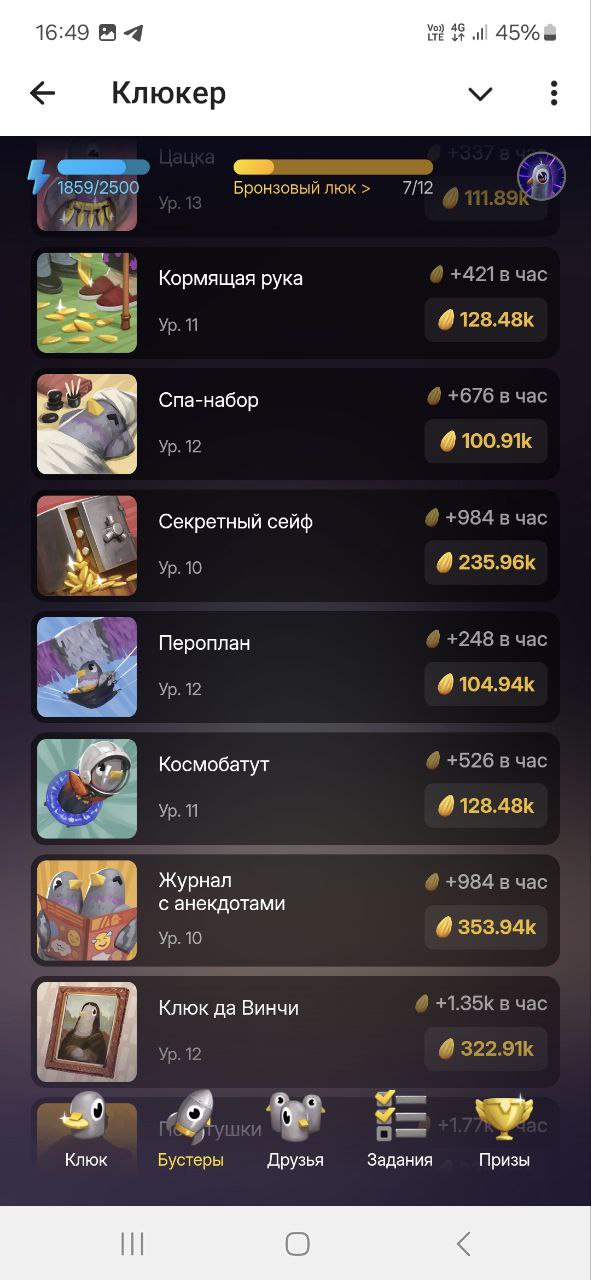 16:49 Vo)) LTE 4G 45%
Клюкер
Цацка +337 в час
1859/2500 Бронзовый люк > 7/12
Ур. 13 111.89k
Кормящая рука +421 в час
Ур. 11 128.48k
Спа-набор +676 в час
Ур. 12 100.91k
Секретный сейф +984 в час
Ур. 10 235.96k
Пероплан +248 в час
Ур. 12 104.94k
Космобатут +526 в час
Ур. 11 128.48k
Журнал
с анекдотами +984 в час
Ур. 10 353.94k
Клюк да Винчи +1.35k в час
Ур. 12 322.91k
+1.77k в час
Клюк Бустеры Друзья Задания Призы